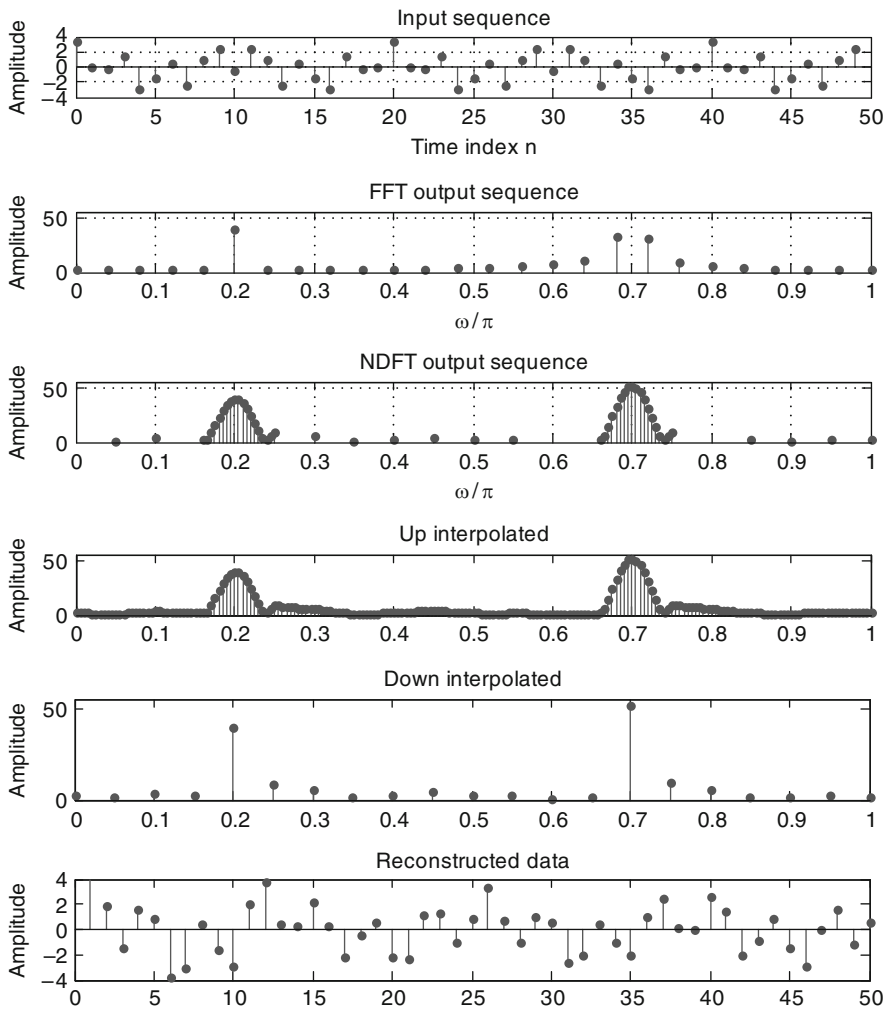 Input sequence
Amplitude
4
2
0
−2
−4
0 5 10 15 20 25 30 35 40 45 50
Time index n
FFT output sequence
Amplitude
50
0
0 0.1 0.2 0.3 0.4 0.5 0.6 0.7 0.8 0.9 1
ω/π
NDFT output sequence
Amplitude
50
0
0 0.1 0.2 0.3 0.4 0.5 0.6 0.7 0.8 0.9 1
ω/π
Up interpolated
Amplitude
50
0
0 0.1 0.2 0.3 0.4 0.5 0.6 0.7 0.8 0.9 1
Down interpolated
Amplitude
50
0
0 0.1 0.2 0.3 0.4 0.5 0.6 0.7 0.8 0.9 1
Reconstructed data
Amplitude
4
2
0
−2
−4
0 5 10 15 20 25 30 35 40 45 50